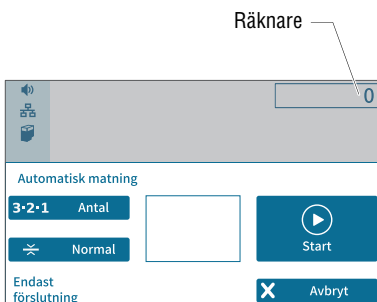 Räknare
0
Automatisk matning
3·2·1 Antal
Normal
Start
Endast
förslutning
Avbryt